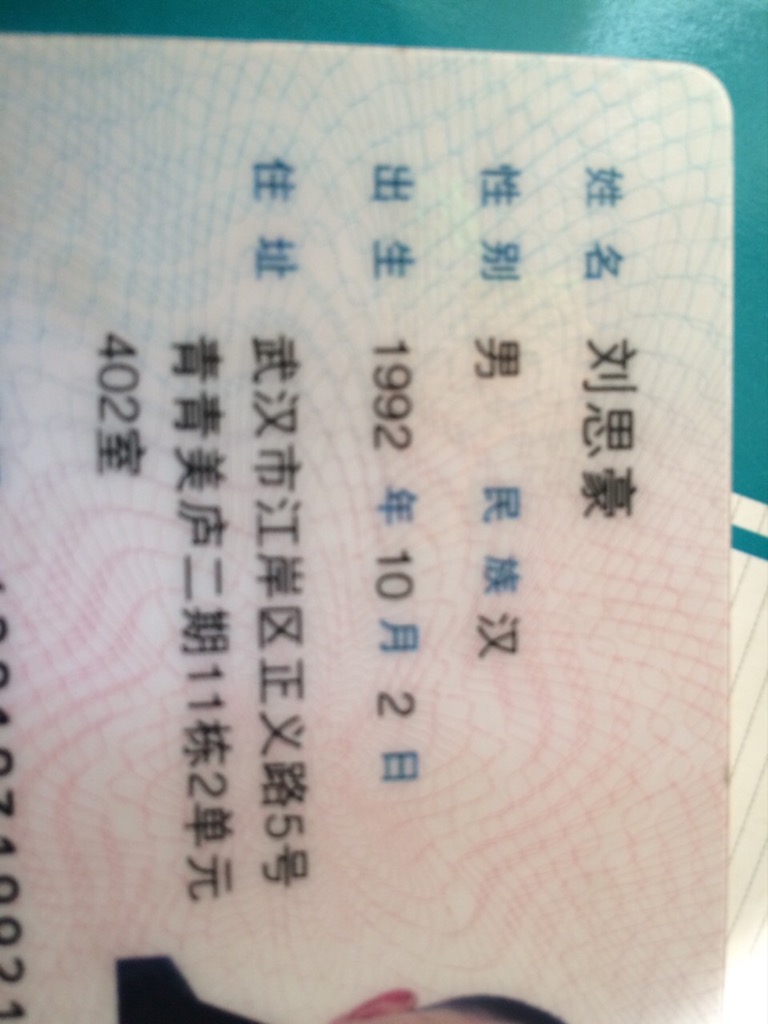 姓名 刘思豪
性别 男 民族 汉
出生 1992 年 10 月 2 日
住址 武汉市江岸区正义路5号
青青美庐二期11栋2单元
402室